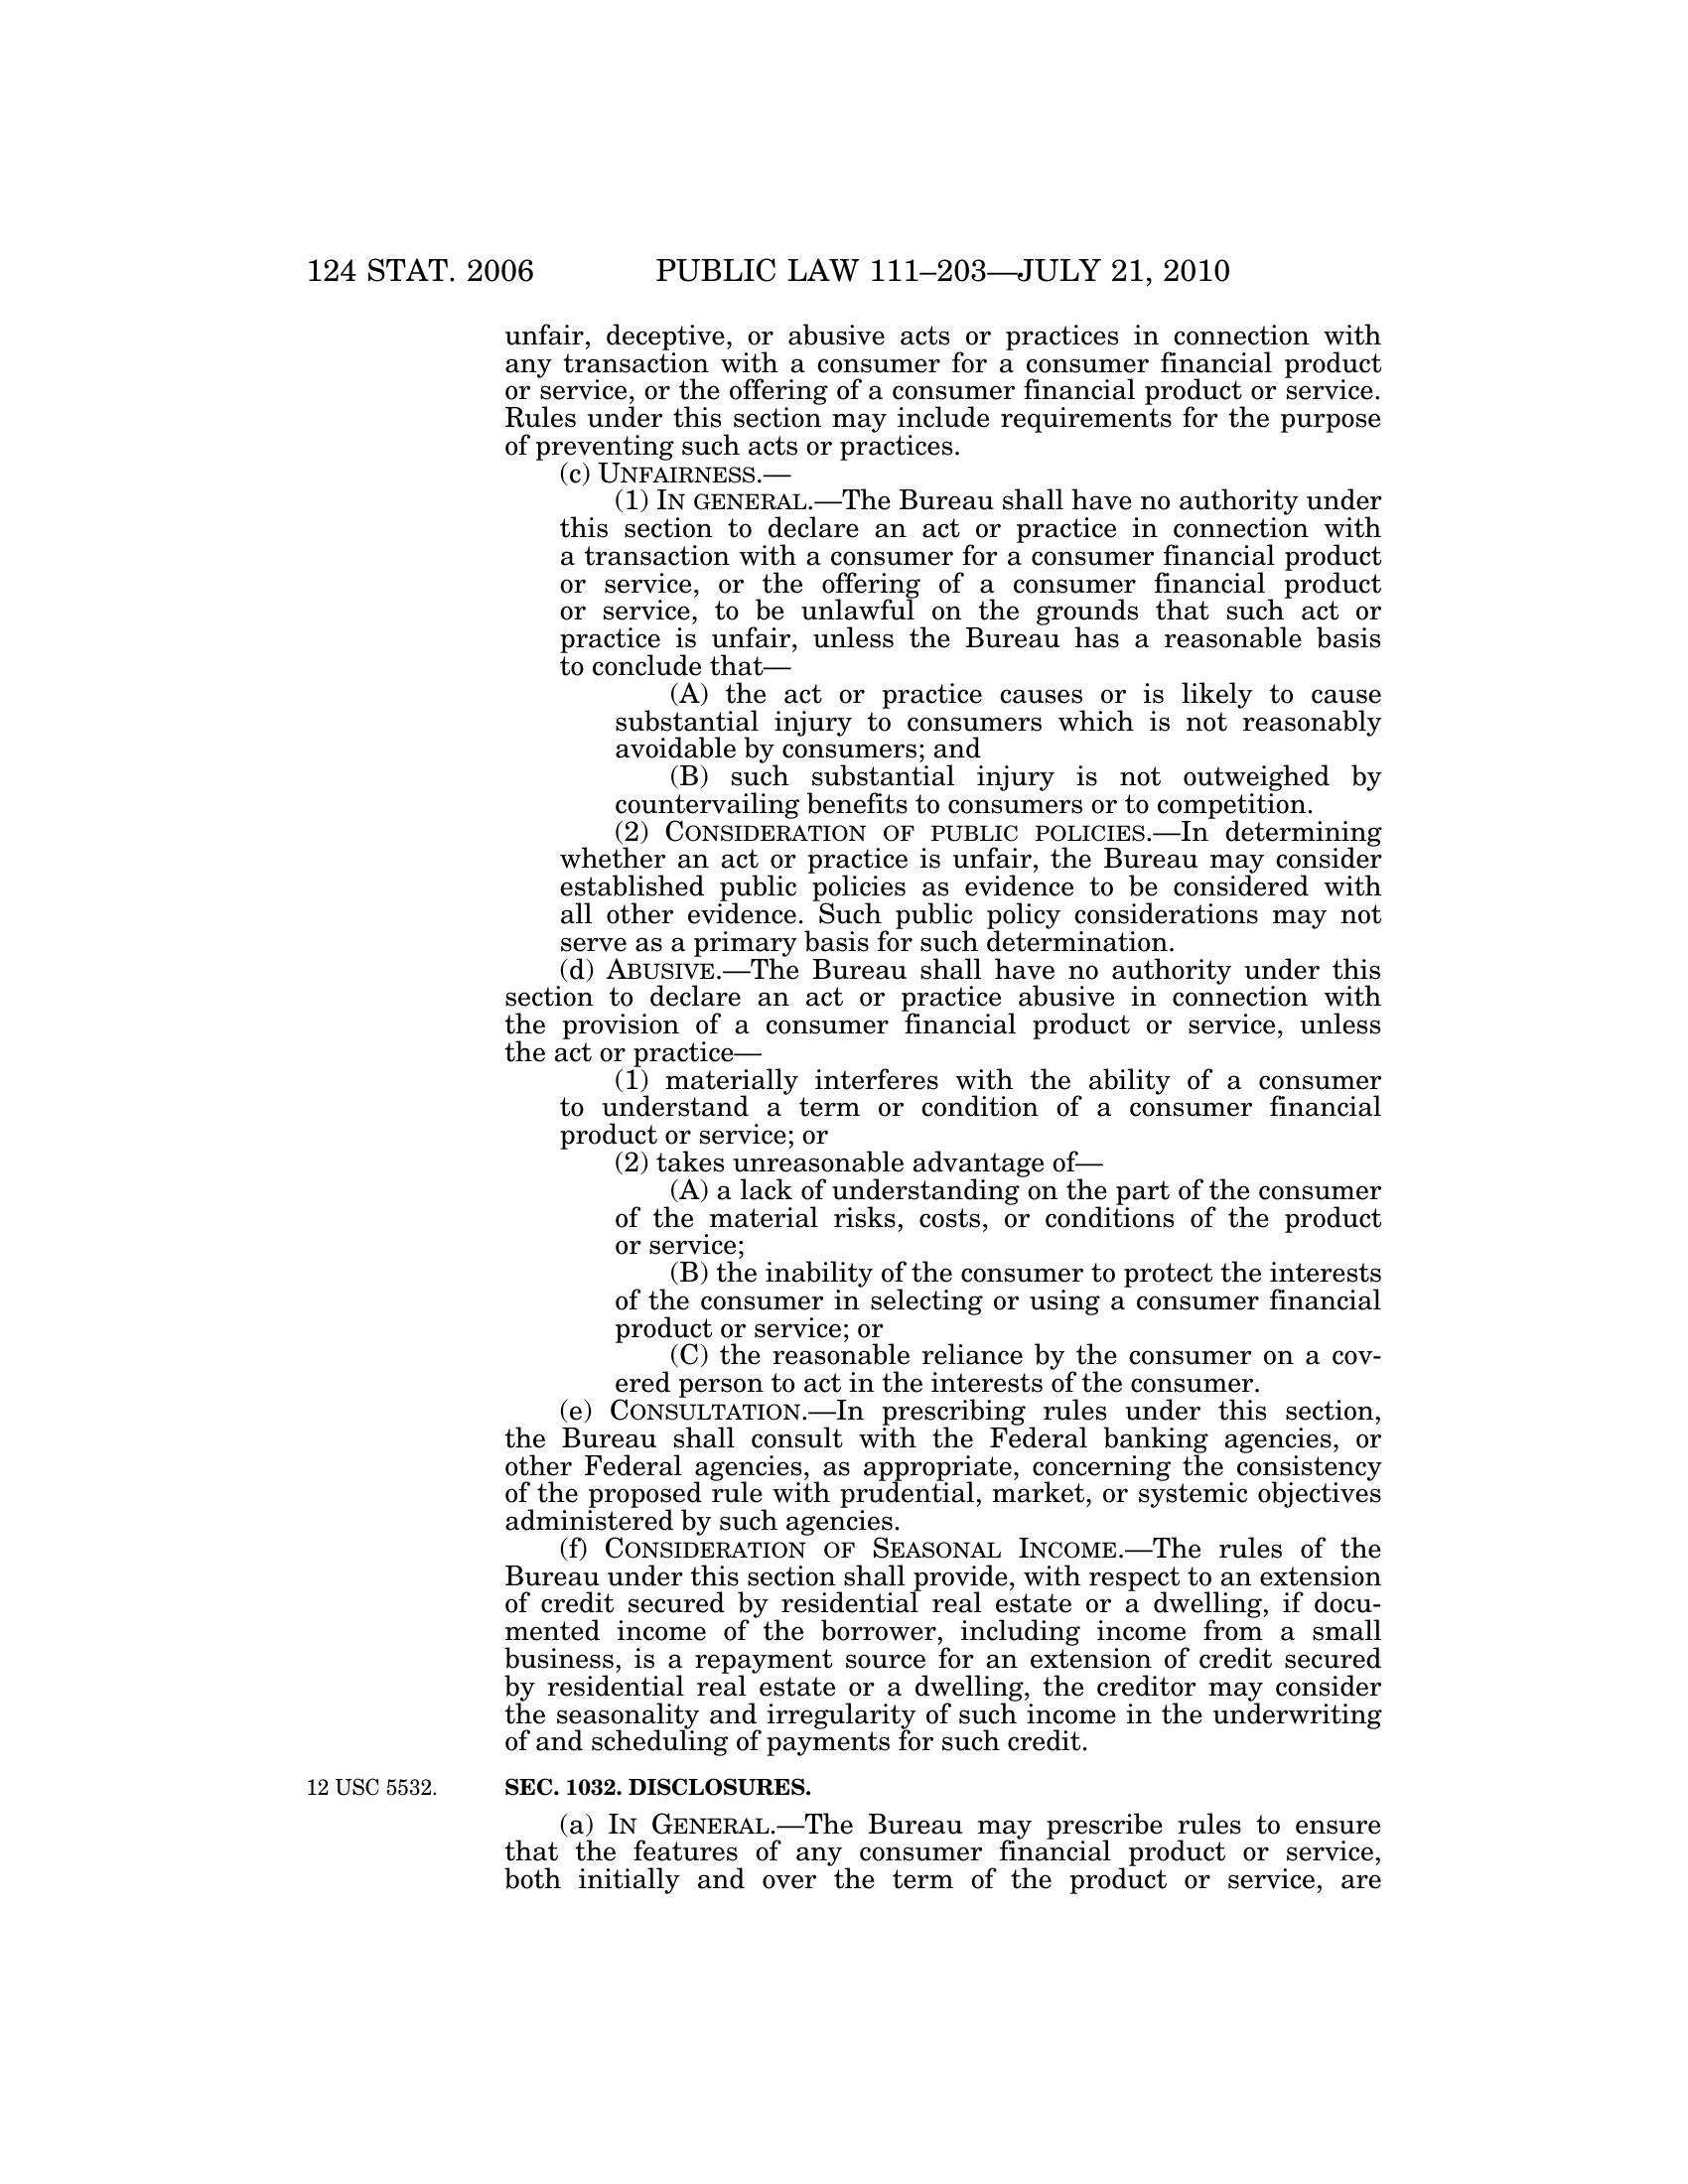 124 STAT. 2006 PUBLIC LAW 111–203—JULY 21, 2010
unfair, deceptive, or abusive acts or practices in connection with
any transaction with a consumer for a consumer financial product
or service, or the offering of a consumer financial product or service.
Rules under this section may include requirements for the purpose
of preventing such acts or practices.
(c) UNFAIRNESS.—
(1) IN GENERAL.—The Bureau shall have no authority under
this section to declare an act or practice in connection with
a transaction with a consumer for a consumer financial product
or service, or the offering of a consumer financial product
or service, to be unlawful on the grounds that such act or
practice is unfair, unless the Bureau has a reasonable basis
to conclude that—
(A) the act or practice causes or is likely to cause
substantial injury to consumers which is not reasonably
avoidable by consumers; and
(B) such substantial injury is not outweighed by
countervailing benefits to consumers or to competition.
(2) CONSIDERATION OF PUBLIC POLICIES.—In determining
whether an act or practice is unfair, the Bureau may consider
established public policies as evidence to be considered with
all other evidence. Such public policy considerations may not
serve as a primary basis for such determination.
(d) ABUSIVE.—The Bureau shall have no authority under this
section to declare an act or practice abusive in connection with
the provision of a consumer financial product or service, unless
the act or practice—
(1) materially interferes with the ability of a consumer
to understand a term or condition of a consumer financial
product or service; or
(2) takes unreasonable advantage of—
(A) a lack of understanding on the part of the consumer
of the material risks, costs, or conditions of the product
or service;
(B) the inability of the consumer to protect the interests
of the consumer in selecting or using a consumer financial
product or service; or
(C) the reasonable reliance by the consumer on a cov-
ered person to act in the interests of the consumer.
(e) CONSULTATION.—In prescribing rules under this section,
the Bureau shall consult with the Federal banking agencies, or
other Federal agencies, as appropriate, concerning the consistency
of the proposed rule with prudential, market, or systemic objectives
administered by such agencies.
(f) CONSIDERATION OF SEASONAL INCOME.—The rules of the
Bureau under this section shall provide, with respect to an extension
of credit secured by residential real estate or a dwelling, if docu-
mented income of the borrower, including income from a small
business, is a repayment source for an extension of credit secured
by residential real estate or a dwelling, the creditor may consider
the seasonality and irregularity of such income in the underwriting
of and scheduling of payments for such credit.
12 USC 5532. SEC. 1032. DISCLOSURES.
(a) IN GENERAL.—The Bureau may prescribe rules to ensure
that the features of any consumer financial product or service,
both initially and over the term of the product or service, are